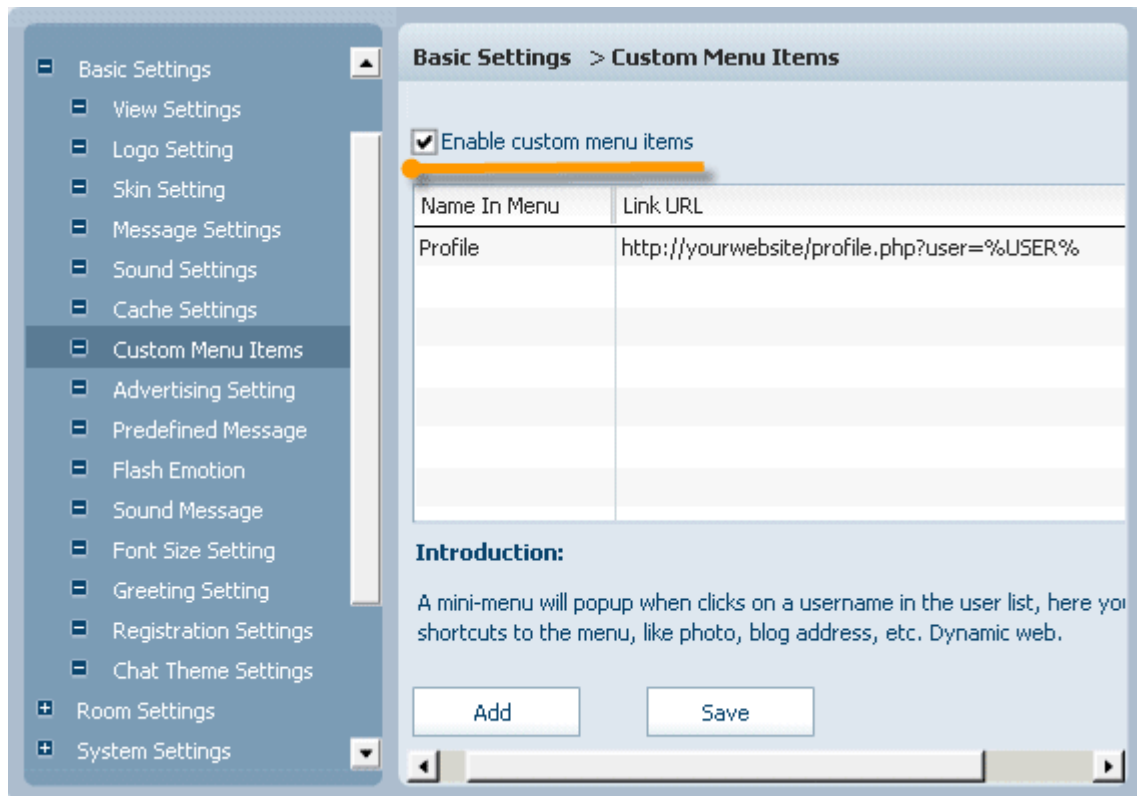 Basic Settings
View Settings
Logo Setting
Skin Setting
Message Settings
Sound Settings
Cache Settings
Custom Menu Items
Advertising Setting
Predefined Message
Flash Emotion
Sound Message
Font Size Setting
Greeting Setting
Registration Settings
Chat Theme Settings
Room Settings
System Settings
Basic Settings > Custom Menu Items
Enable custom menu items
Name In Menu Link URL
Profile http://yourwebsite/profile.php?user=%USER%
Introduction:
A mini-menu will popup when clicks on a username in the user list, here
shortcuts to the menu, like photo, blog address, etc. Dynamic web.
Add Save